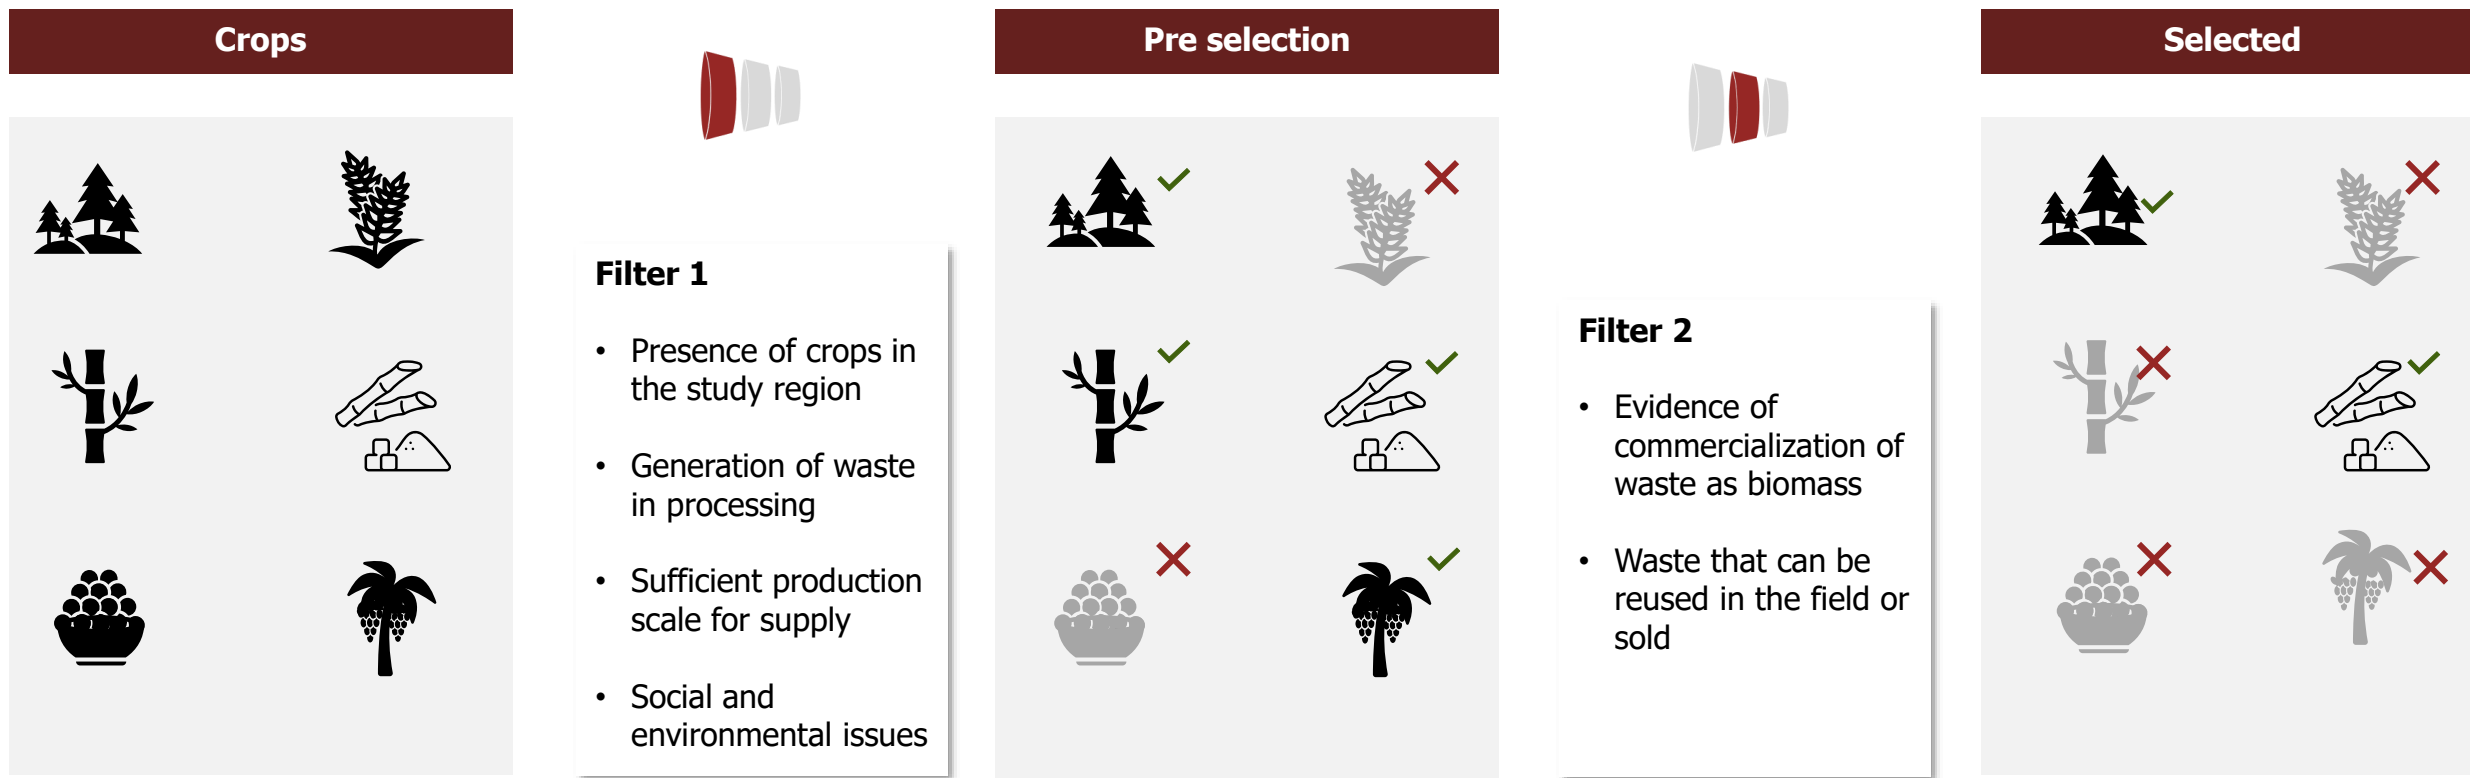 Crops
Pre selection
Selected
Filter 1
• Presence of crops in
the study region
• Generation of waste
in processing
• Sufficient production
scale for supply
• Social and
environmental issues
Filter 2
• Evidence of
commercialization of
waste as biomass
• Waste that can be
reused in the field or
sold